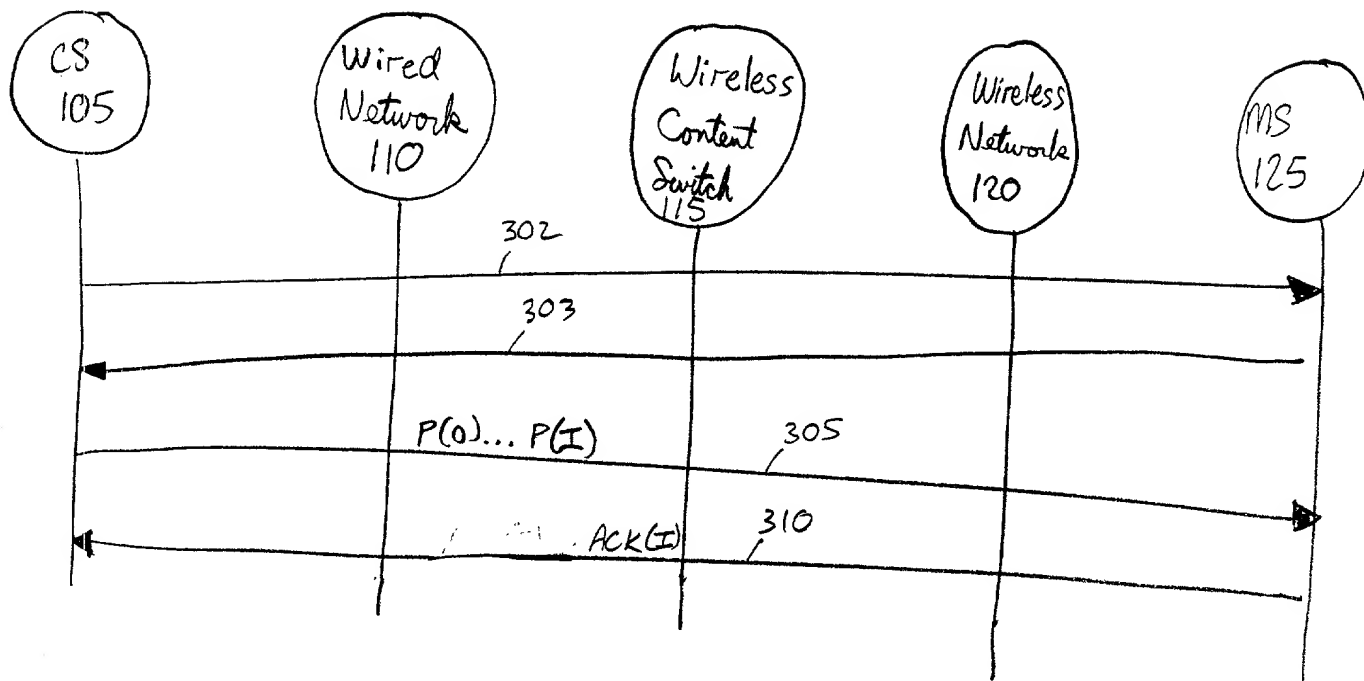 CS
105
Wired
Network
110
Wireless
Content
Switch
115
Wireless
Network
120
MS
125
302
303
P(0)... P(I)
305
ACK(I)
310